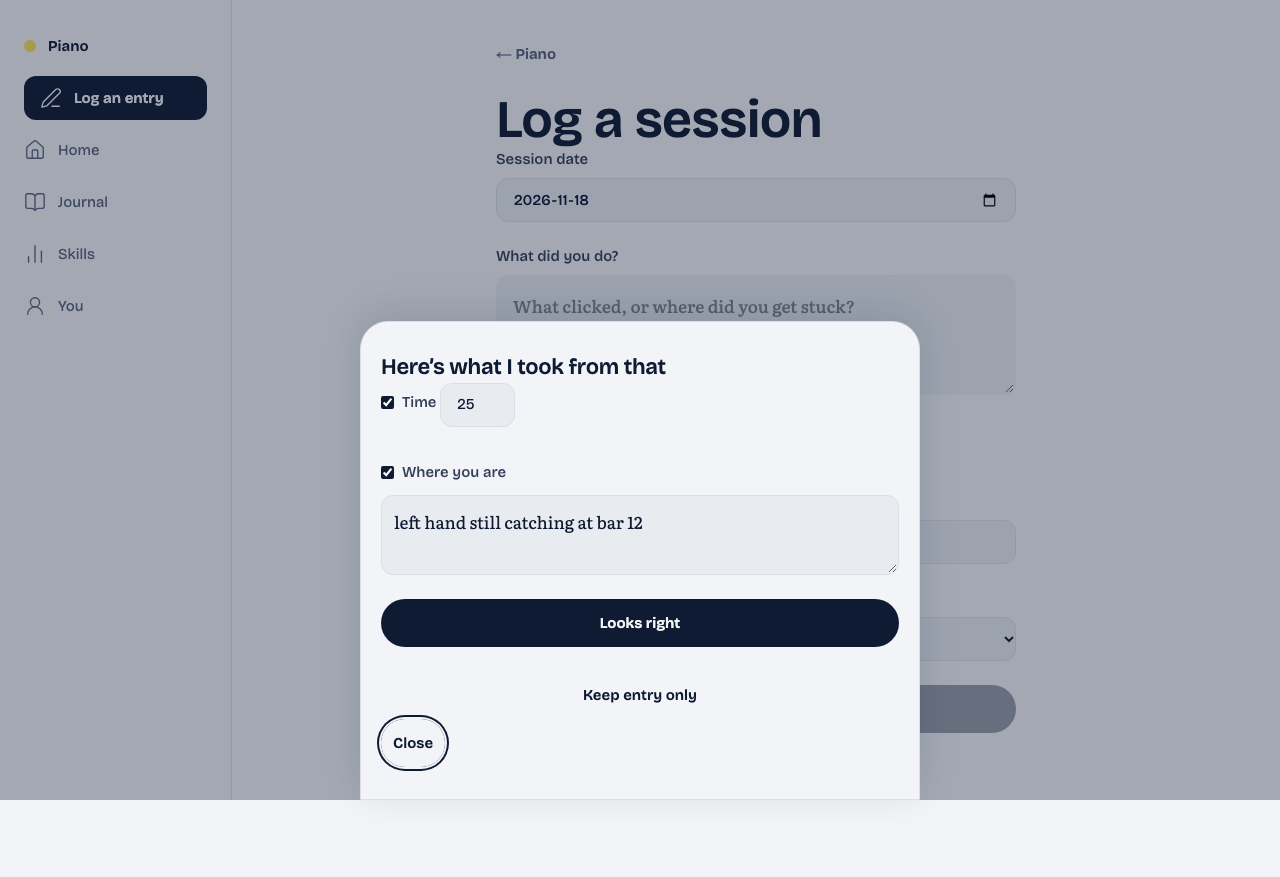 Piano
Log an entry
Home
Journal
Skills
You
← Piano
Log a session
Session date
2026-11-18
What did you do?
What clicked, or where did you get stuck?
Here’s what I took from that
Time 25
Where you are
left hand still catching at bar 12
Looks right
Keep entry only
Close